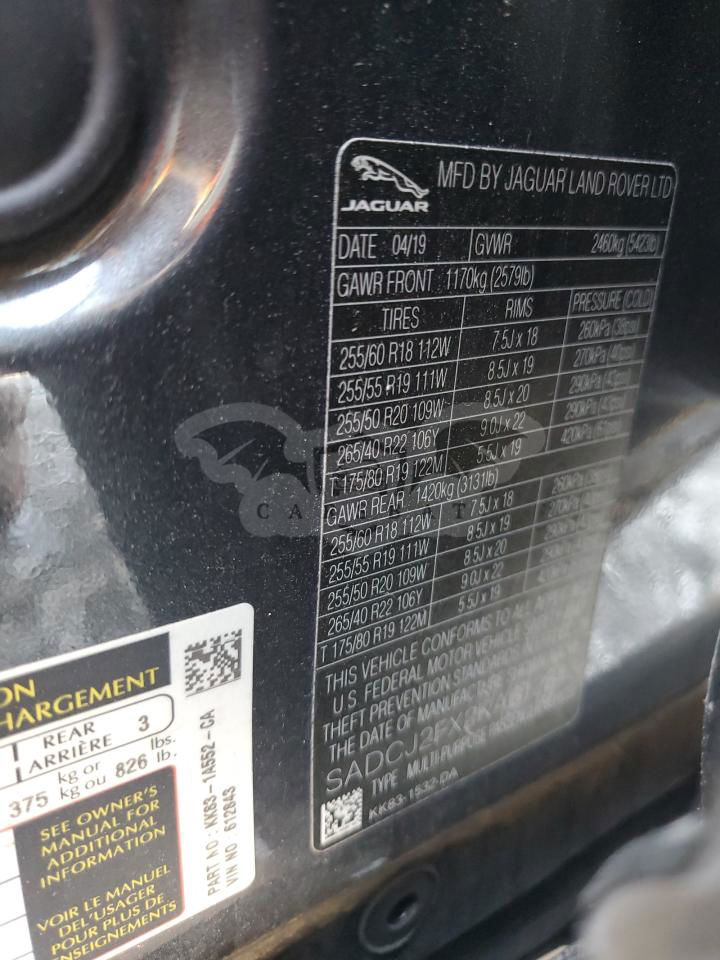 JAGUAR
MFD BY JAGUAR LAND ROVER LTD
DATE 04/19 GVWR 2460kg (5423lb)
GAWR FRONT 1170kg (2579lb)
TIRES RIMS PRESSURE (COLD)
255/60 R18 112W 7.5J x 18 260kPa (38psi)
255/55 R19 111W 8.5J x 19 270kPa
255/50 R20 109W 8.5J x 20 290kPa
265/40 R22 106Y 9.0J x 22 290kPa
T 175/80 R19 122M 5.5J x 19 420kPa
GAWR REAR 1420kg (3131lb)
255/60 R18 112W 7.5J x 18
255/55 R19 111W 8.5J x 19
255/50 R20 109W 8.5J x 20
265/40 R22 106Y 9.0J x 22
T 175/80 R19 122M 5.5J x 19
THIS VEHICLE CONFORMS TO ALL
U.S. FEDERAL MOTOR VEHICLE
THEFT PREVENTION STANDARDS
THE DATE OF MANUFACTURE
SADCJ2FX
TYPE MULTI-PURPOSE
KK83-1532-DA
ON
HARGEMENT
REAR 3
ARRIÈRE
375 kg or 826 lbs.
kg ou lb.
SEE OWNER'S
MANUAL FOR
ADDITIONAL
INFORMATION
VOIR LE MANUEL
DE L'USAGER
POUR PLUS DE
ENSEIGNEMENTS
PART NO : KK83-1A552-CA
VIN NO 612643